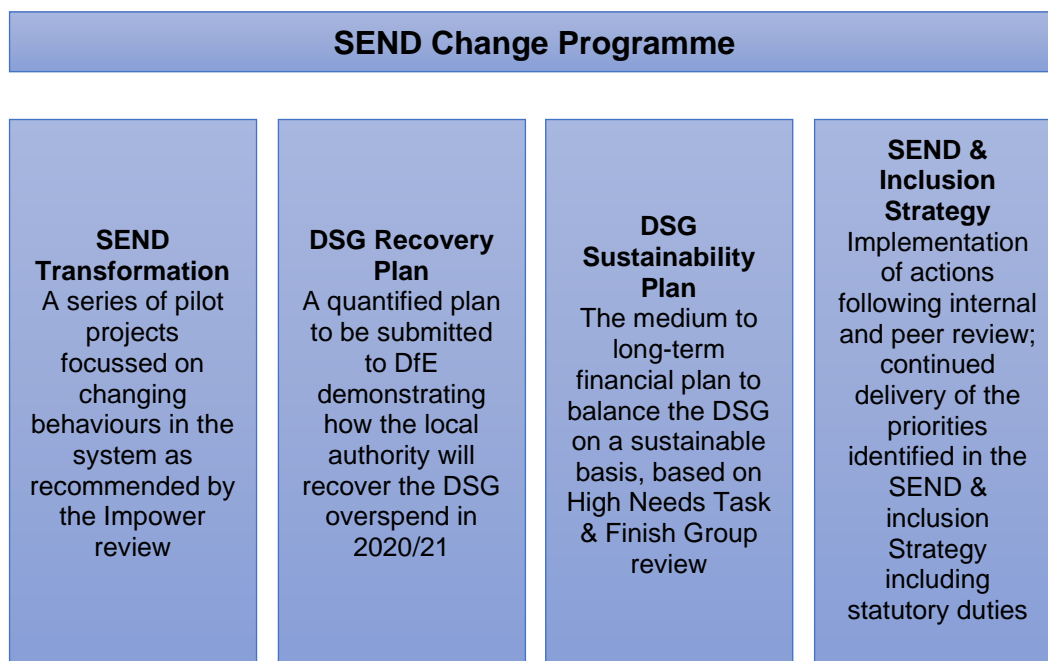 SEND Change Programme
SEND
Transformation
A series of pilot
projects
focussed on
changing
behaviours in the
system as
recommended by
the Impower
review
DSG Recovery
Plan
A quantified plan
to be submitted
to DfE
demonstrating
how the local
authority will
recover the DSG
overspend in
2020/21
DSG
Sustainability
Plan
The medium to
long-term
financial plan to
balance the DSG
on a sustainable
basis, based on
High Needs Task
& Finish Group
review
SEND &
Inclusion
Strategy
Implementation
of actions
following internal
and peer review;
continued
delivery of the
priorities
identified in the
SEND &
inclusion
Strategy
including
statutory duties